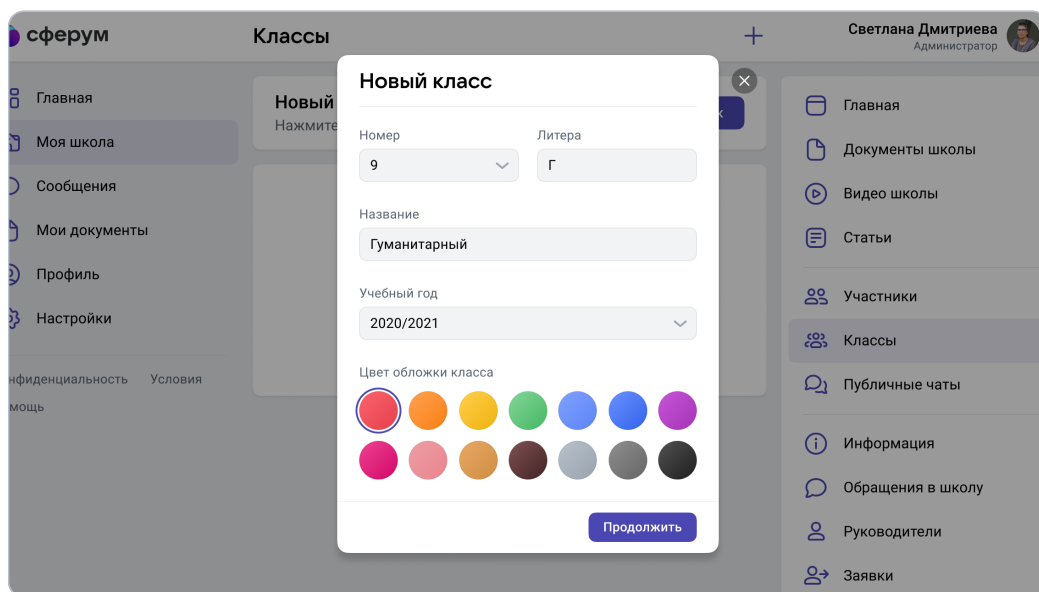 сферум
Классы
Светлана Дмитриева
Администратор
Главная
Моя школа
Сообщения
Мои документы
Профиль
Настройки
Условия
Новый
Нажмите
Новый класс
Номер
Литера
9
Г
Название
Гуманитарный
Учебный год
2020/2021
Цвет обложки класса
Продолжить
Главная
Документы школы
Видео школы
Статьи
Участники
Классы
Публичные чаты
Информация
Обращения в школу
Руководители
Заявки